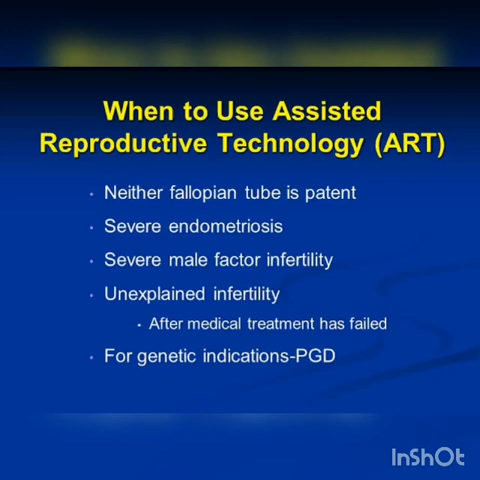 When to Use Assisted
Reproductive Technology (ART)
• Neither fallopian tube is patent
• Severe endometriosis
• Severe male factor infertility
• Unexplained infertility
• After medical treatment has failed
• For genetic indications-PGD
InShOt